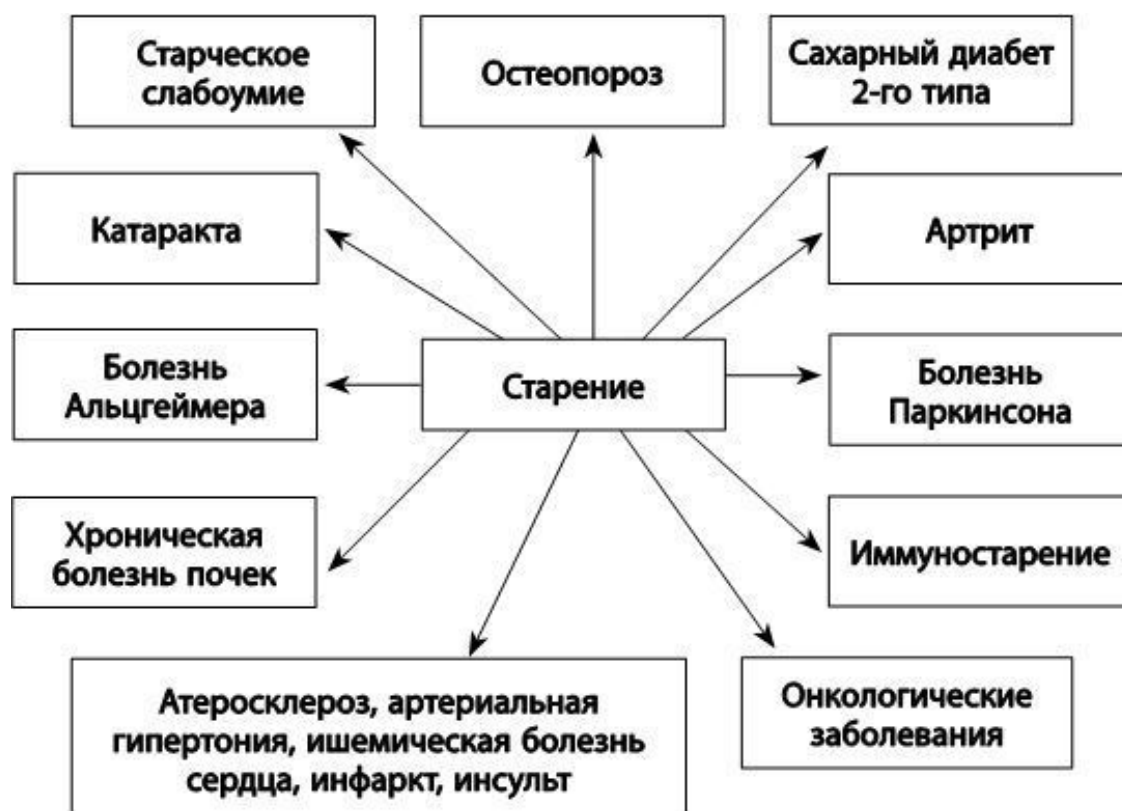 Старческое
слабоумие
Остеопороз
Сахарный диабет
2-го типа
Катаракта
Артрит
Болезнь
Альцгеймера
Старение
Болезнь
Паркинсона
Хроническая
болезнь почек
Иммуностарение
Атеросклероз, артериальная
гипертония, ишемическая болезнь
сердца, инфаркт, инсульт
Онкологические
заболевания